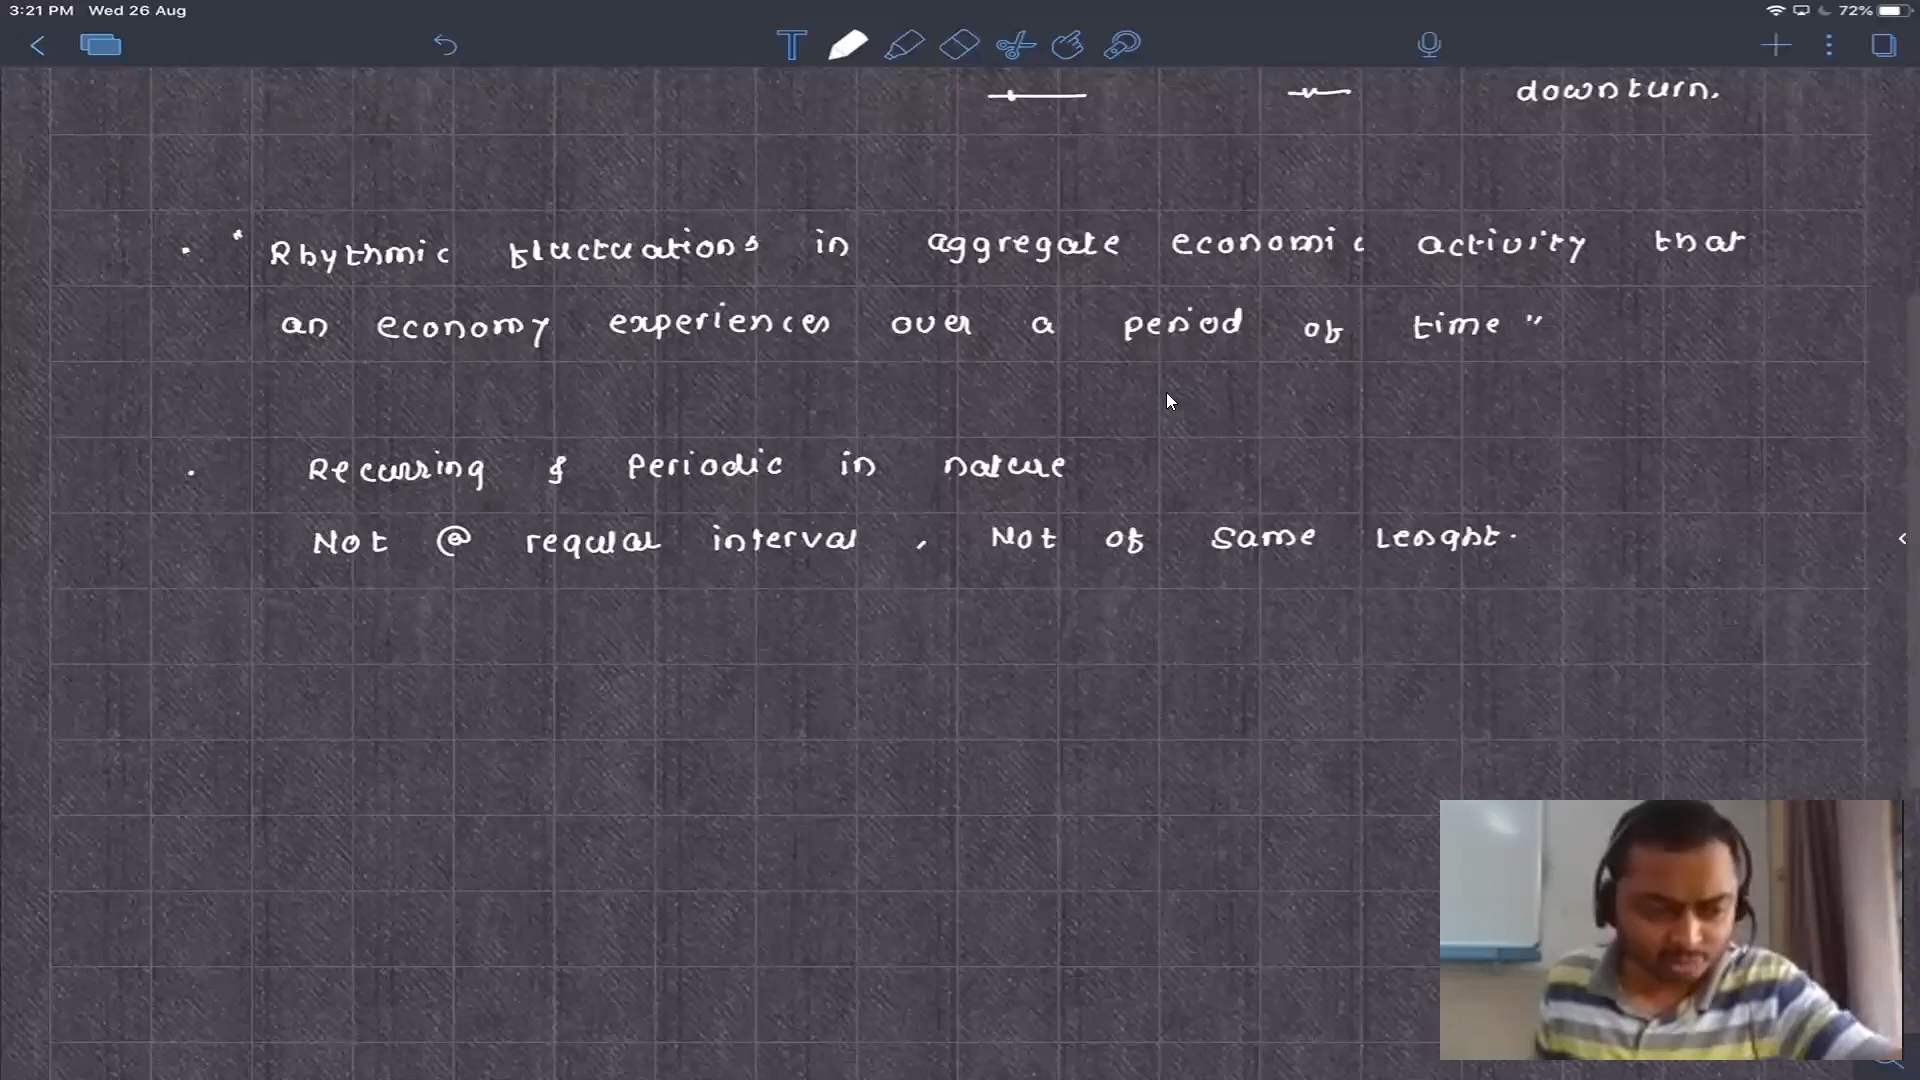 3:21 PM Wed 26 Aug 72%
T
downturn.
. " Rhythmic fluctuations in aggregate economic activity that
an economy experiences over a period of time "
. Recurring & Periodic in nature
Not @ regular interval , Not of Same Lenght.